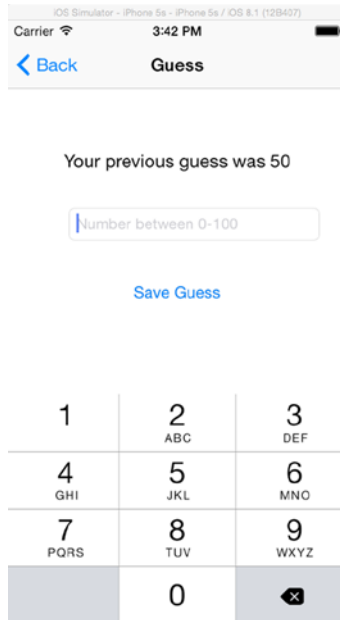 iOS Simulator - iPhone 5s - iPhone 5s / iOS 8.1 (12B407)
Carrier 3:42 PM
Back Guess
Your previous guess was 50
Number between 0-100
Save Guess
1 2 3
ABC DEF
4 5 6
GHI JKL MNO
7 8 9
PQRS TUV WXYZ
0